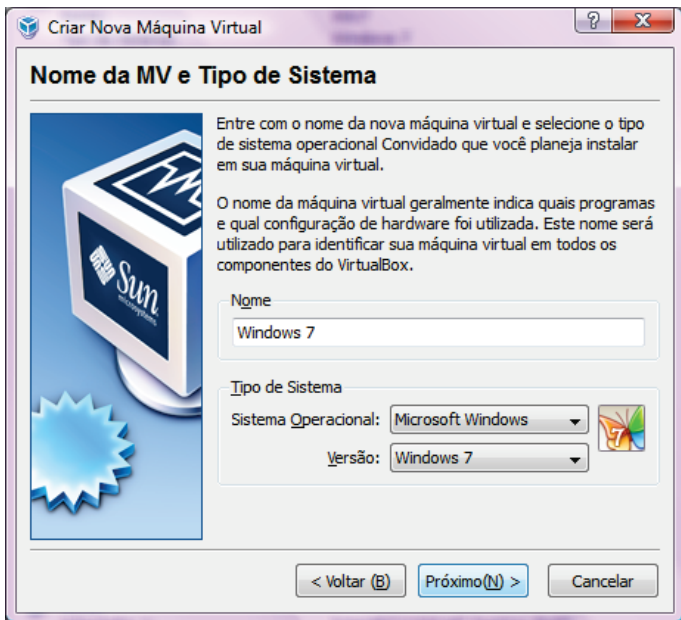 Criar Nova Máquina Virtual
Nome da MV e Tipo de Sistema
Entre com o nome da nova máquina virtual e selecione o tipo
de sistema operacional Convidado que você planeja instalar
em sua máquina virtual.
O nome da máquina virtual geralmente indica quais programas
e qual configuração de hardware foi utilizada. Este nome será
utilizado para identificar sua máquina virtual em todos os
componentes do VirtualBox.
Sun
microsystems
Nome
Windows 7
Tipo de Sistema
Sistema Operacional: Microsoft Windows
7
Versão: Windows 7
< Voltar (B) Próximo(N) > Cancelar